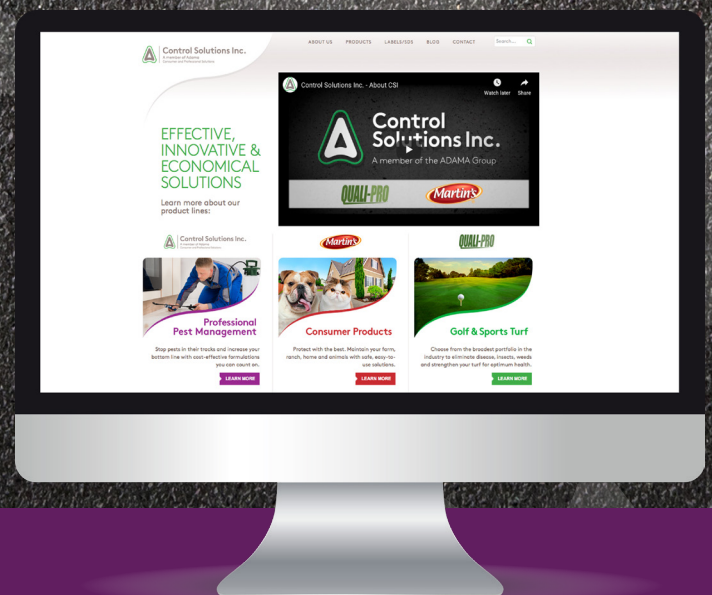 ABOUT US PRODUCTS LABELS/SDS BLOG CONTACT Search...
Control Solutions Inc.
A member of Adama
Control Solutions Inc. - About CSI
Watch later Share
Control
Solutions Inc.
A member of the ADAMA Group
QUALI-PRO Martin's
EFFECTIVE,
INNOVATIVE &
ECONOMICAL
SOLUTIONS
Learn more about our
product lines:
Control Solutions Inc.
Professional
Pest Management
Stop pests in their tracks and increase your
bottom line with cost-effective formulations
you can count on.
LEARN MORE
Martin's
Consumer Products
Protect with the best. Maintain your farm,
ranch, home and animals with safe, easy-to-
use solutions.
LEARN MORE
QUALI-PRO
Golf & Sports Turf
Choose from the broadest portfolio in the
industry to eliminate disease, insects, weeds
and strengthen your turf for optimum health.
LEARN MORE